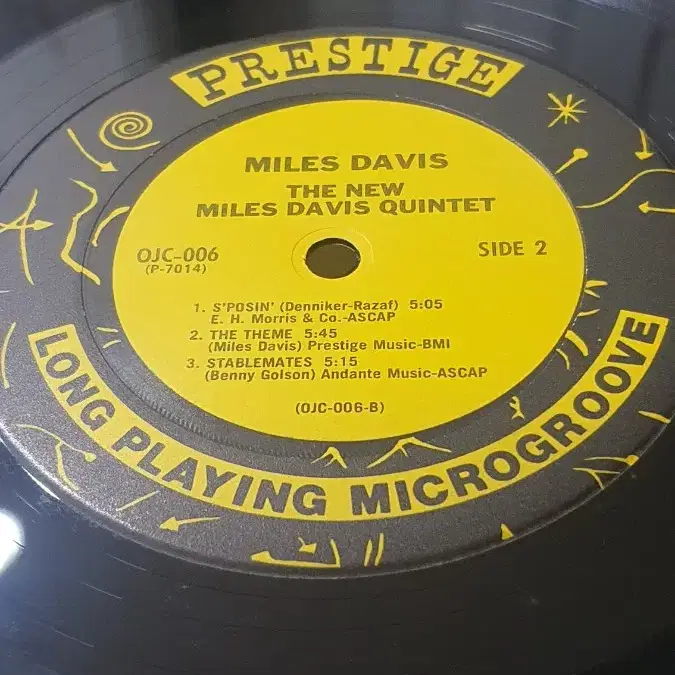 PRESTIGE
MILES DAVIS
THE NEW
MILES DAVIS QUINTET
OJC-006
(P-7014)
SIDE 2
1. S'POSIN' (Denniker-Razaf) 5:05
E. H. Morris & Co.-ASCAP
2. THE THEME 5:45
(Miles Davis) Prestige Music-BMI
3. STABLEMATES 5:15
(Benny Golson) Andante Music-ASCAP
(OJC-006-B)
LONG PLAYING MICROGROOVE